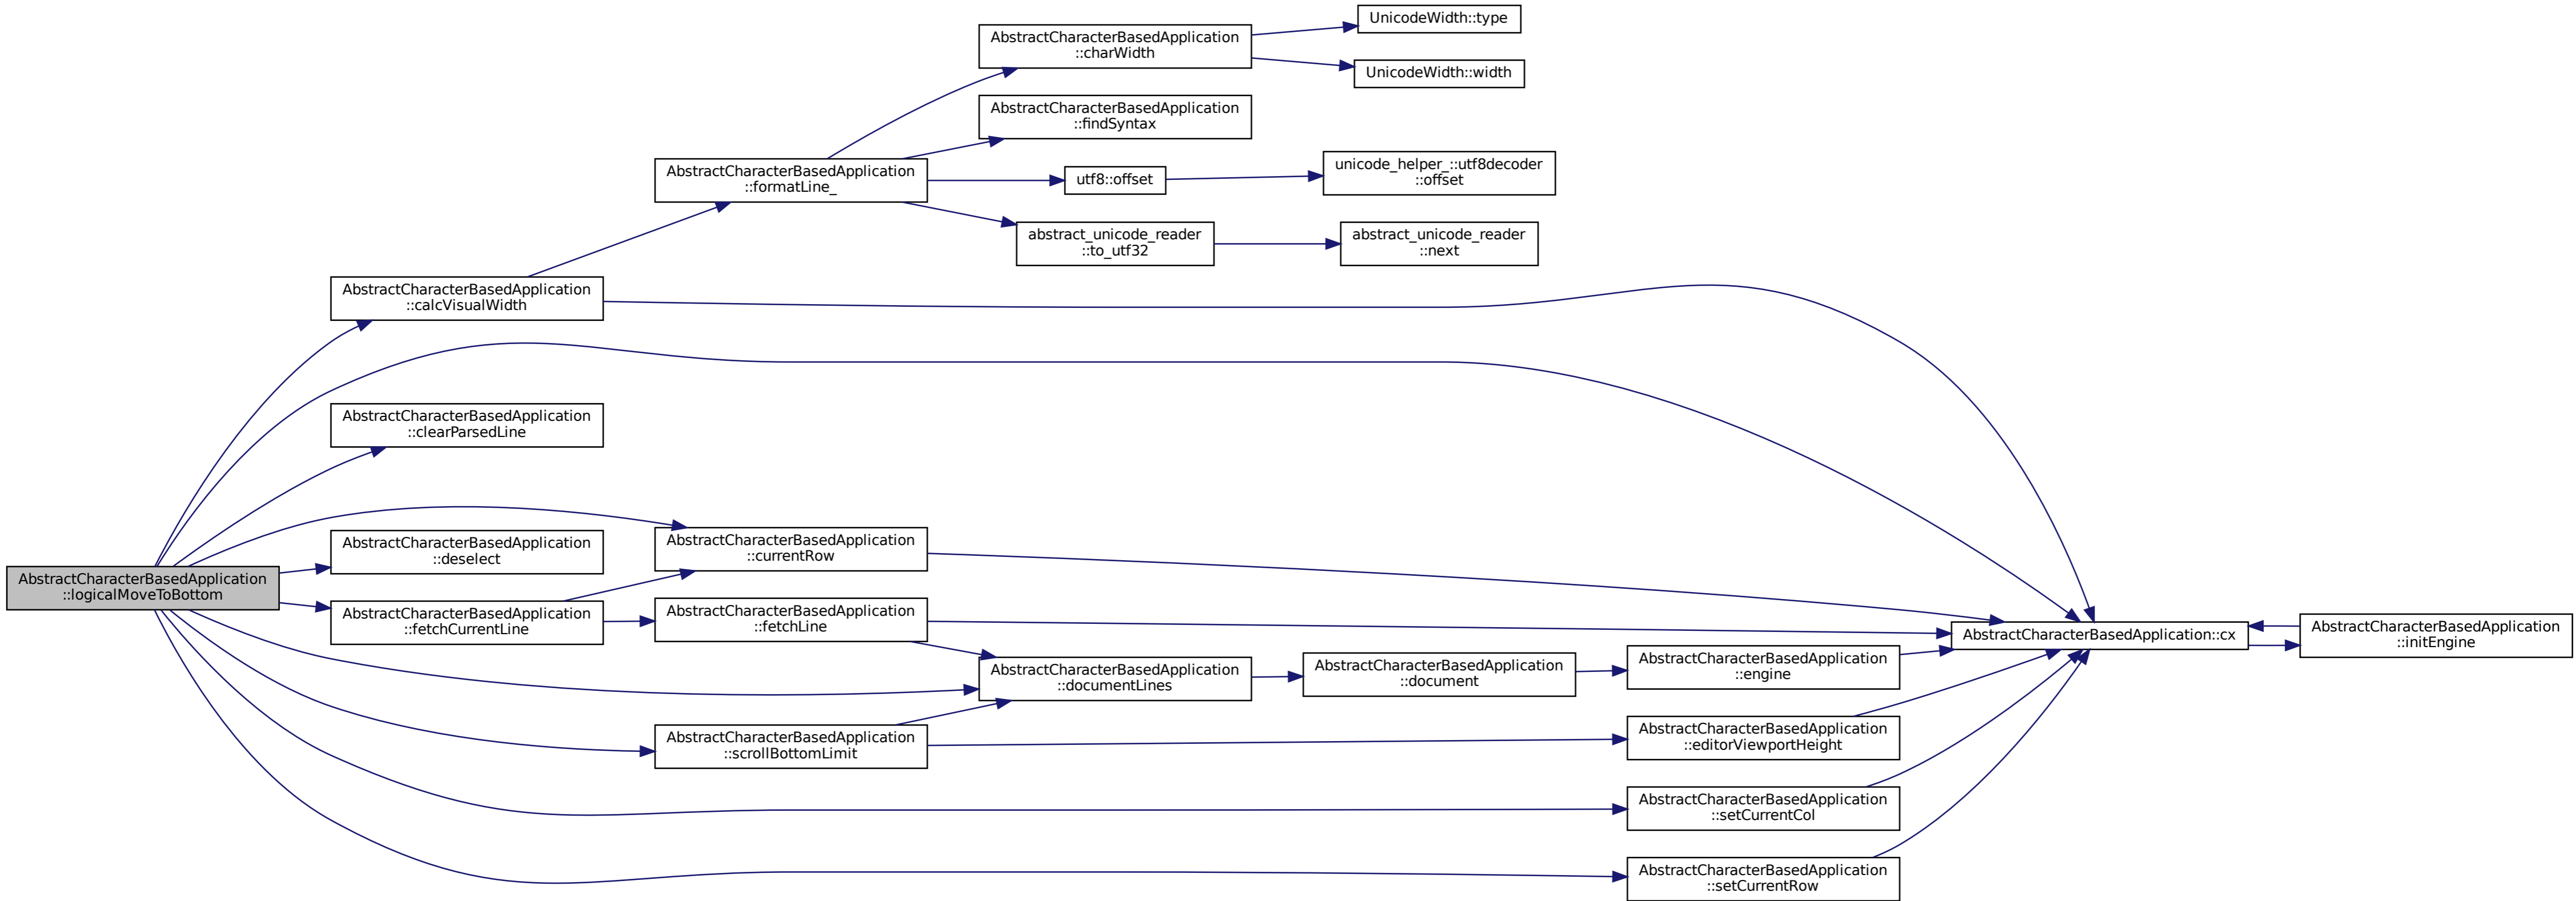 AbstractCharacterBasedApplication
::logicalMoveToBottom
AbstractCharacterBasedApplication
::calcVisualWidth
AbstractCharacterBasedApplication
::clearParsedLine
AbstractCharacterBasedApplication
::deselect
AbstractCharacterBasedApplication
::fetchCurrentLine
AbstractCharacterBasedApplication
::formatLine_
AbstractCharacterBasedApplication
::currentRow
AbstractCharacterBasedApplication
::fetchLine
AbstractCharacterBasedApplication
::scrollBottomLimit
AbstractCharacterBasedApplication
::charWidth
AbstractCharacterBasedApplication
::findSyntax
utf8::offset
abstract_unicode_reader
::to_utf32
AbstractCharacterBasedApplication
::documentLines
UnicodeWidth::type
UnicodeWidth::width
unicode_helper_::utf8decoder
::offset
abstract_unicode_reader
::next
AbstractCharacterBasedApplication
::document
AbstractCharacterBasedApplication
::engine
AbstractCharacterBasedApplication
::editorViewportHeight
AbstractCharacterBasedApplication
::setCurrentCol
AbstractCharacterBasedApplication
::setCurrentRow
AbstractCharacterBasedApplication::cx
AbstractCharacterBasedApplication
::initEngine